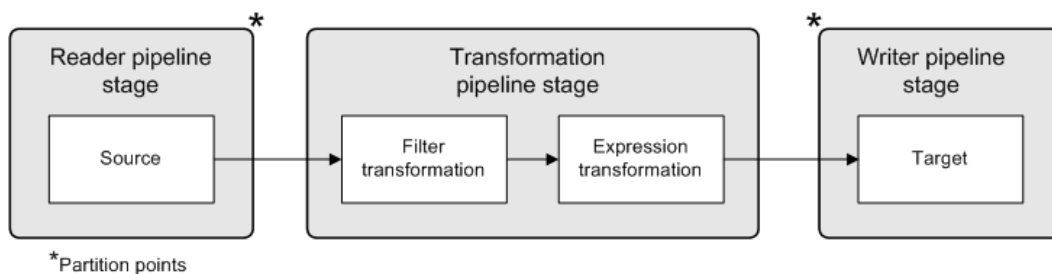 *
Reader pipeline
stage
Source
Transformation
pipeline stage
Filter
transformation
Expression
transformation
*
Writer pipeline
stage
Target
*Partition points